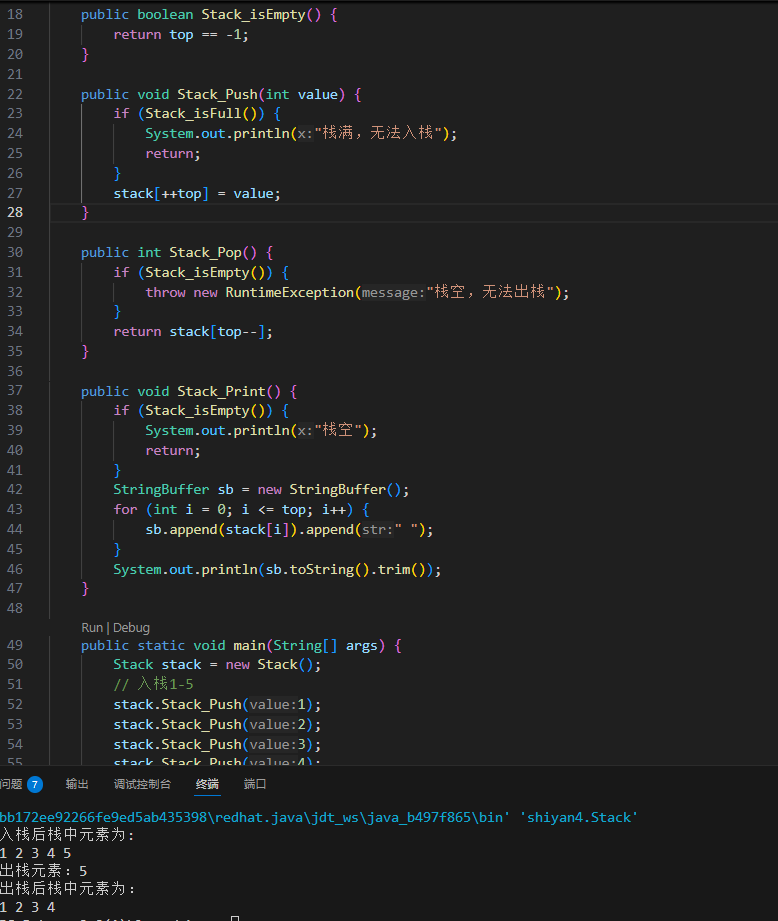 18 public boolean Stack_isEmpty() {
19 return top == -1;
20 }
21
22 public void Stack_Push(int value) {
23 if (Stack_isFull()) {
24 System.out.println(x:"栈满，无法入栈");
25 return;
26 }
27 stack[++top] = value;
28 }
29
30 public int Stack_Pop() {
31 if (Stack_isEmpty()) {
32 throw new RuntimeException(message:"栈空，无法出栈");
33 }
34 return stack[top--];
35 }
36
37 public void Stack_Print() {
38 if (Stack_isEmpty()) {
39 System.out.println(x:"栈空");
40 return;
41 }
42 StringBuffer sb = new StringBuffer();
43 for (int i = 0; i <= top; i++) {
44 sb.append(stack[i]).append(str:" ");
45 }
46 System.out.println(sb.toString().trim());
47 }
48
Run | Debug
49 public static void main(String[] args) {
50 Stack stack = new Stack();
51 // 入栈1-5
52 stack.Stack_Push(value:1);
53 stack.Stack_Push(value:2);
54 stack.Stack_Push(value:3);
55 stack.Stack_Push(value:4);
问题 7 输出 调试控制台 终端 端口
bb172ee92266fe9ed5ab435398\redhat.java\jdt_ws\java_b497f865\bin' 'shiyan4.Stack'
入栈后栈中元素为:
1 2 3 4 5
出栈元素: 5
出栈后栈中元素为:
1 2 3 4